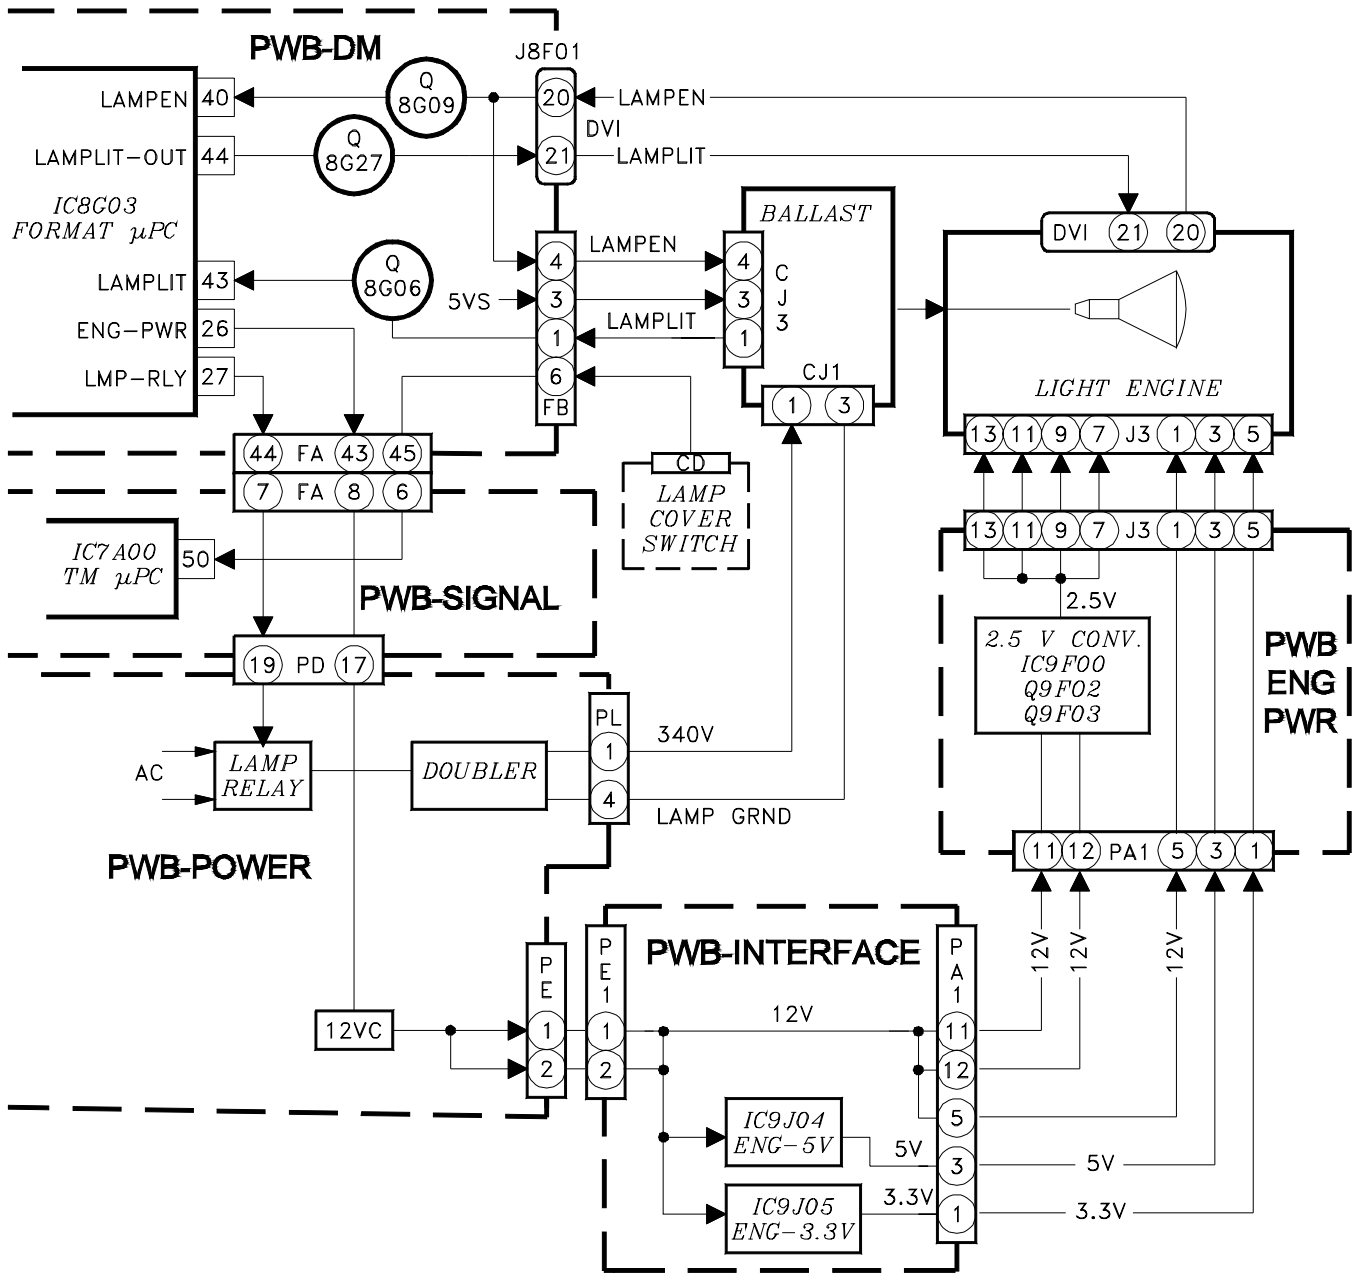 PWB-DM
J8F01
LAMPEN 40
Q 8G09
20
LAMPEN
DVI
LAMPLIT-OUT 44
Q 8G27
21
LAMPLIT
IC8G03
FORMAT µPC
BALLAST
DVI 21 20
LAMPLIT 43
Q 8G06
4
LAMPEN
4
C
J
3
5VS
3
3
ENG-PWR 26
1
LAMPLIT
1
LMP-RLY 27
6
FB
CJ1
1 3
LIGHT ENGINE
13 11 9 7 J3 1 3 5
44 FA 43 45
7 FA 8 6
CD
LAMP
COVER
SWITCH
13 11 9 7 J3 1 3 5
IC7A00
TM µPC
50
PWB-SIGNAL
2.5V
2.5 V CONV.
IC9F00
Q9F02
Q9F03
PWB
ENG
PWR
19 PD 17
PL
1
340V
AC
LAMP
RELAY
DOUBLER
4
LAMP GRND
PWB-POWER
11 12 PA1 5 3 1
12V 12V 12V
PWB-INTERFACE
P
E
1
2
P
E
1
1
2
P
A
1
11
12
5
3
1
12VC
12V
IC9J04
ENG-5V
5V
5V
IC9J05
ENG-3.3V
3.3V
3.3V